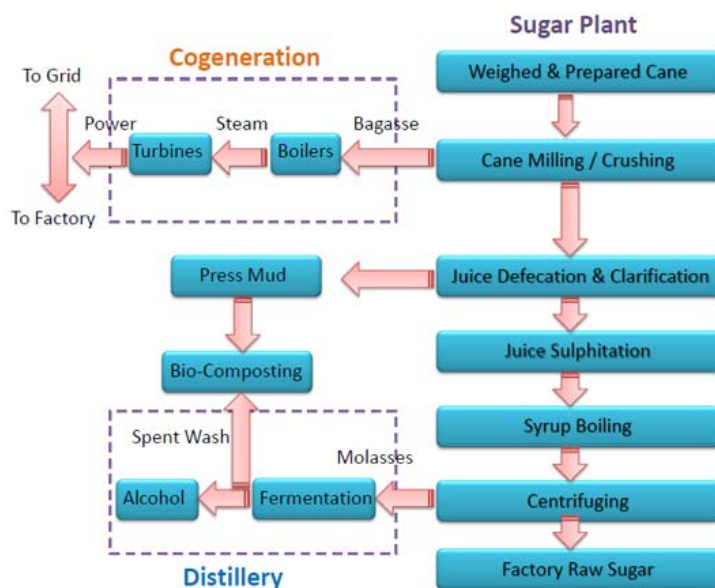 Sugar Plant
Cogeneration
Weighed & Prepared Cane
To Grid
Power
Steam
Bagasse
Turbines
Boilers
Cane Milling / Crushing
To Factory
Press Mud
Juice Defecation & Clarification
Bio-Composting
Juice Sulphitation
Spent Wash
Syrup Boiling
Molasses
Alcohol
Fermentation
Centrifuging
Distillery
Factory Raw Sugar